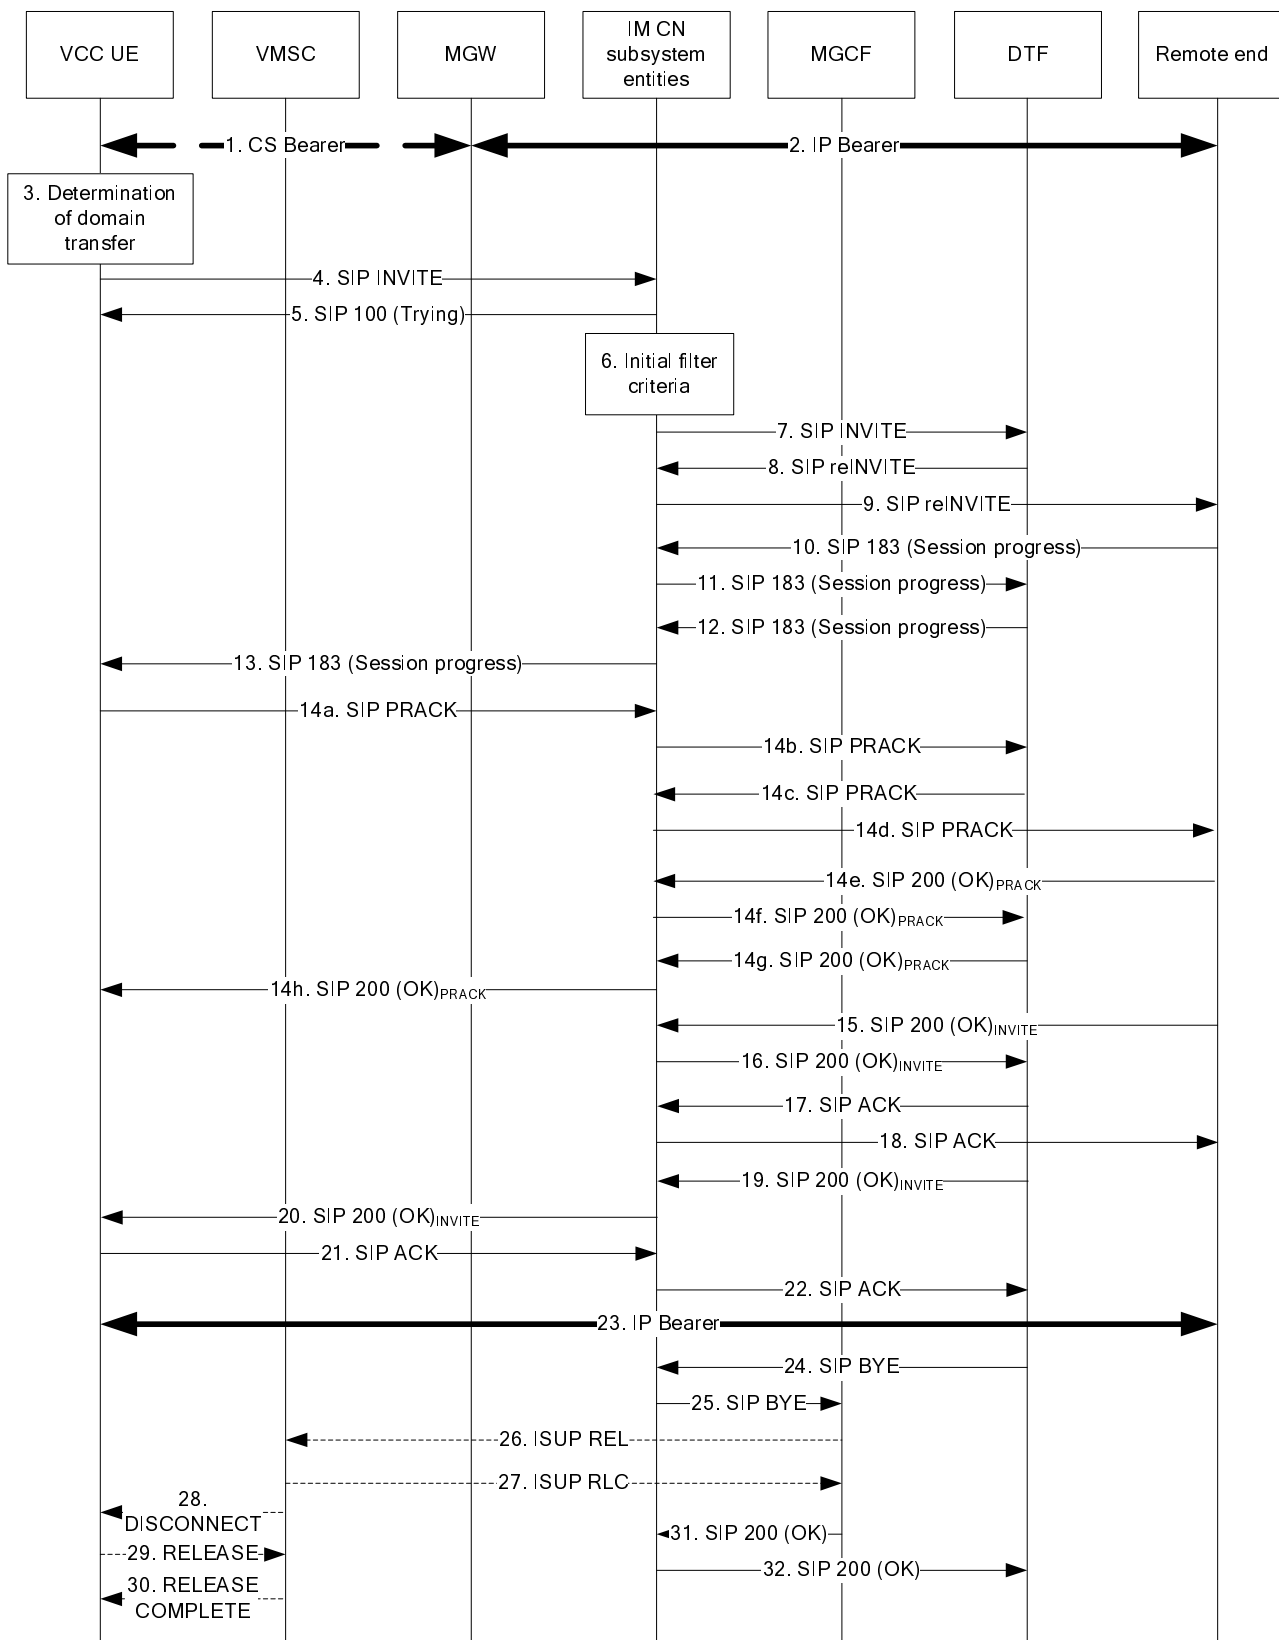 VCC UE
VMSC
MGW
IM CN
subsystem
entities
MGCF
DTF
Remote end
1. CS Bearer
2. IP Bearer
3. Determination
of domain
transfer
4. SIP INVITE
5. SIP 100 (Trying)
6. Initial filter
criteria
7. SIP INVITE
8. SIP reINVITE
9. SIP reINVITE
10. SIP 183 (Session progress)
11. SIP 183 (Session progress)
12. SIP 183 (Session progress)
13. SIP 183 (Session progress)
14a. SIP PRACK
14b. SIP PRACK
14c. SIP PRACK
14d. SIP PRACK
14e. SIP 200 (OK)PRACK
14f. SIP 200 (OK)PRACK
14g. SIP 200 (OK)PRACK
14h. SIP 200 (OK)PRACK
15. SIP 200 (OK)INVITE
16. SIP 200 (OK)INVITE
17. SIP ACK
18. SIP ACK
19. SIP 200 (OK)INVITE
20. SIP 200 (OK)INVITE
21. SIP ACK
22. SIP ACK
23. IP Bearer
24. SIP BYE
25. SIP BYE
26. ISUP REL
27. ISUP RLC
28.
DISCONNECT
31. SIP 200 (OK)
29. RELEASE
32. SIP 200 (OK)
30. RELEASE
COMPLETE